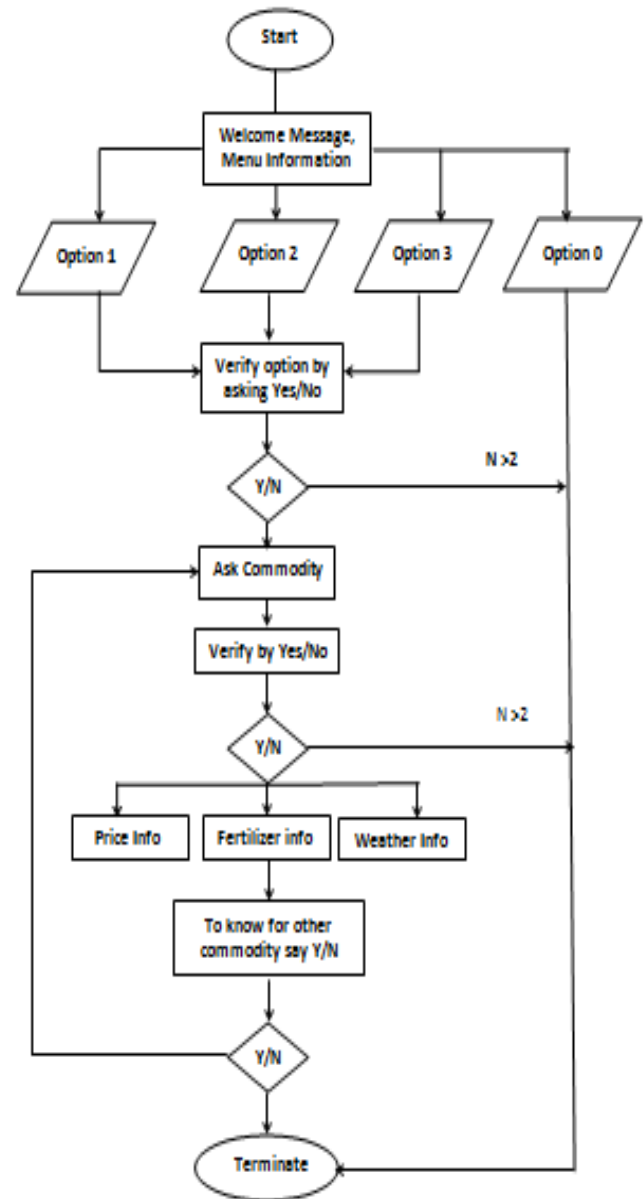 Start
Welcome Message,
Menu Information
Option 1
Option 2
Option 3
Option 0
Verify option by
asking Yes/No
N >2
Y/N
Ask Commodity
Verify by Yes/No
N >2
Y/N
Price Info
Fertilizer info
Weather Info
To know for other
commodity say Y/N
Y/N
Terminate